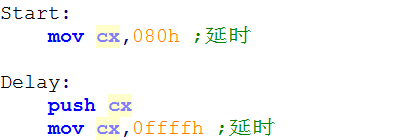 Start:
mov cx,080h ;延时
Delay:
push cx
mov cx,0ffffh ;延时